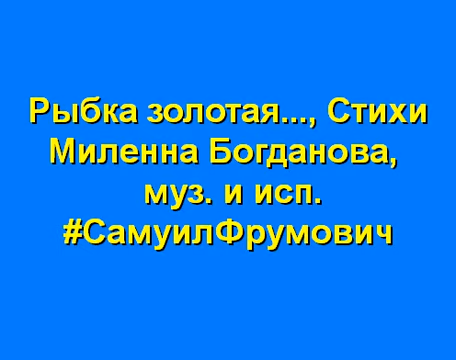 Рыбка золотая..., Стихи
Миленна Богданова,
муз. и исп.
#СамуилФрумович